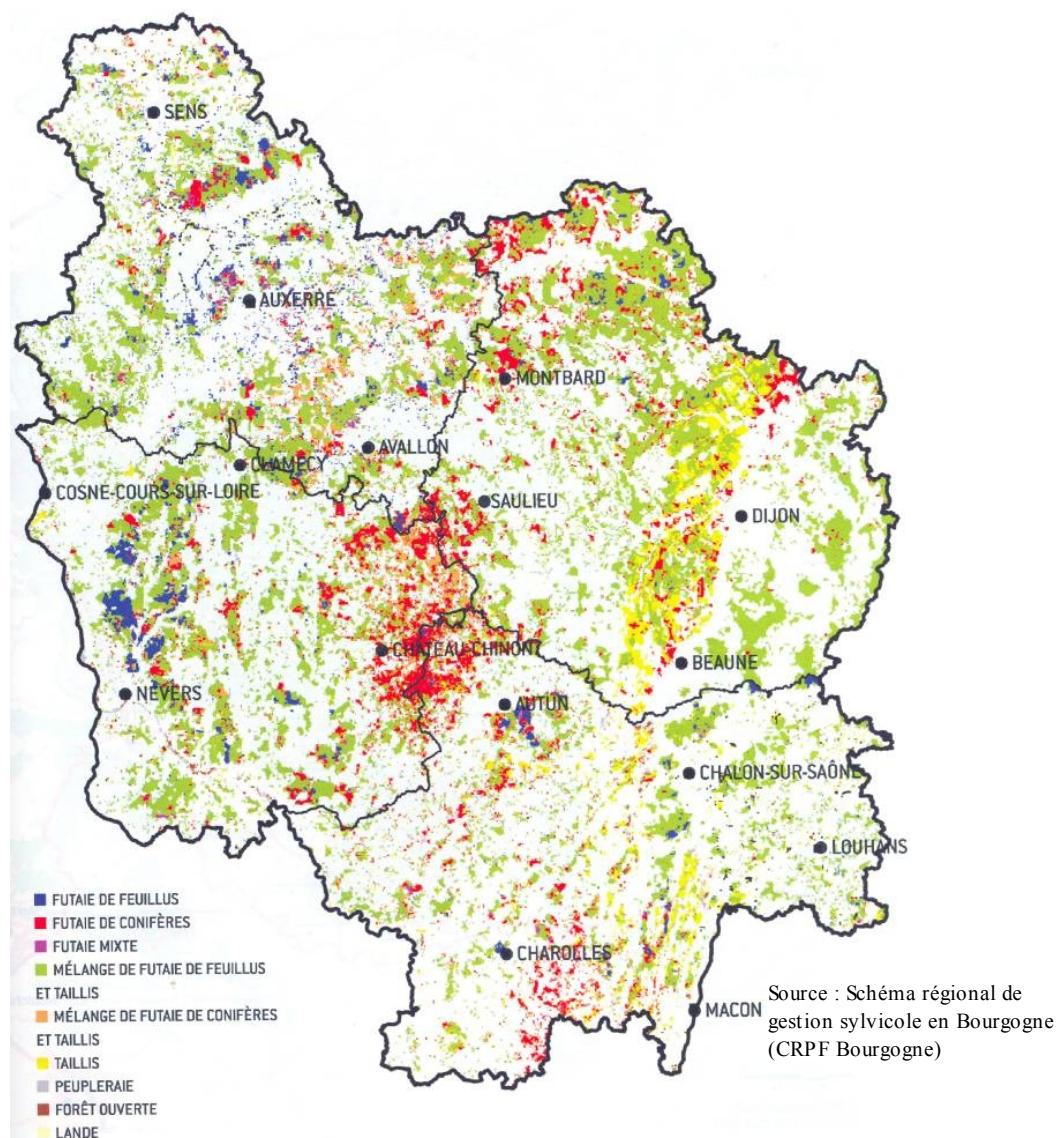 SENS
AUXERRE
MONTBARD
AVALLON
CLAMECY
COSNE-COURS-SUR-LOIRE
SAULIEU
DIJON
CHATEAU-CHINON
BEAUNE
NEVERS
AUTUN
CHALON-SUR-SAÔNE
LOUHANS
CHAROLLES
MACON
FUTAIE DE FEUILLUS
FUTAIE DE CONIFÈRES
FUTAIE MIXTE
MÉLANGE DE FUTAIE DE FEUILLUS
ET TAILLIS
MÉLANGE DE FUTAIE DE CONIFÈRES
ET TAILLIS
TAILLIS
PEUPLERAIE
FORÊT OUVERTE
LANDE
Source : Schéma régional de
gestion sylvicole en Bourgogne
(CRPF Bourgogne)